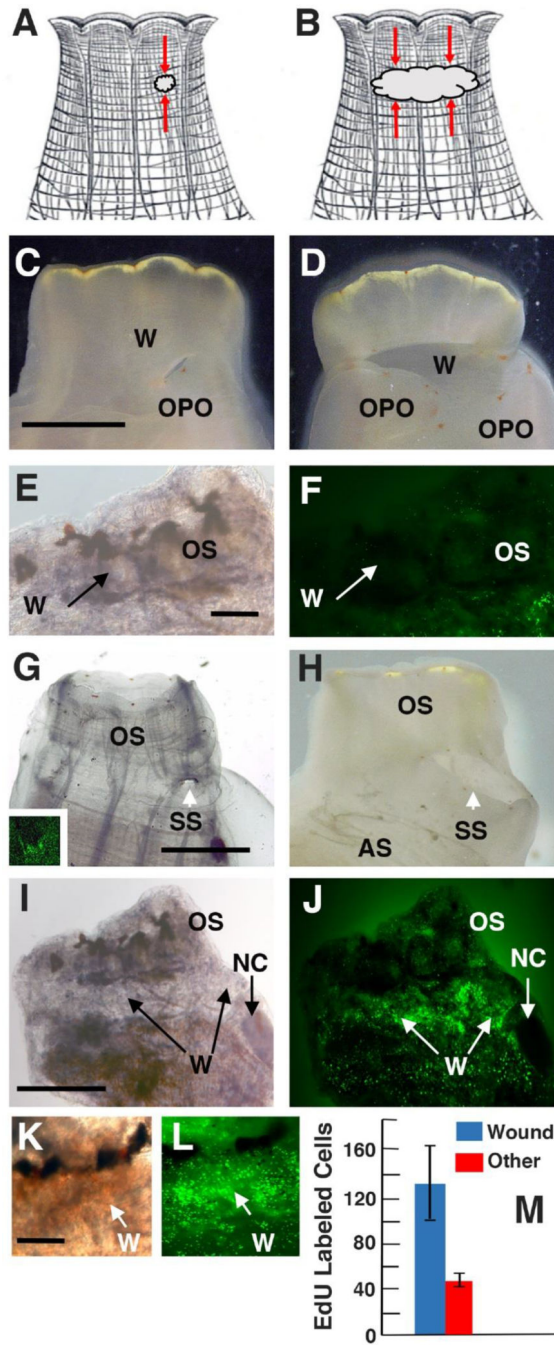 A
B
C
W
OPO
D
W
OPO
OPO
E
OS
W
F
OS
W
G
OS
SS
H
OS
SS
AS
I
OS
NC
W
J
OS
NC
W
K
W
L
W
M
EdU Labeled Cells
160
120
80
40
0
Wound
Other